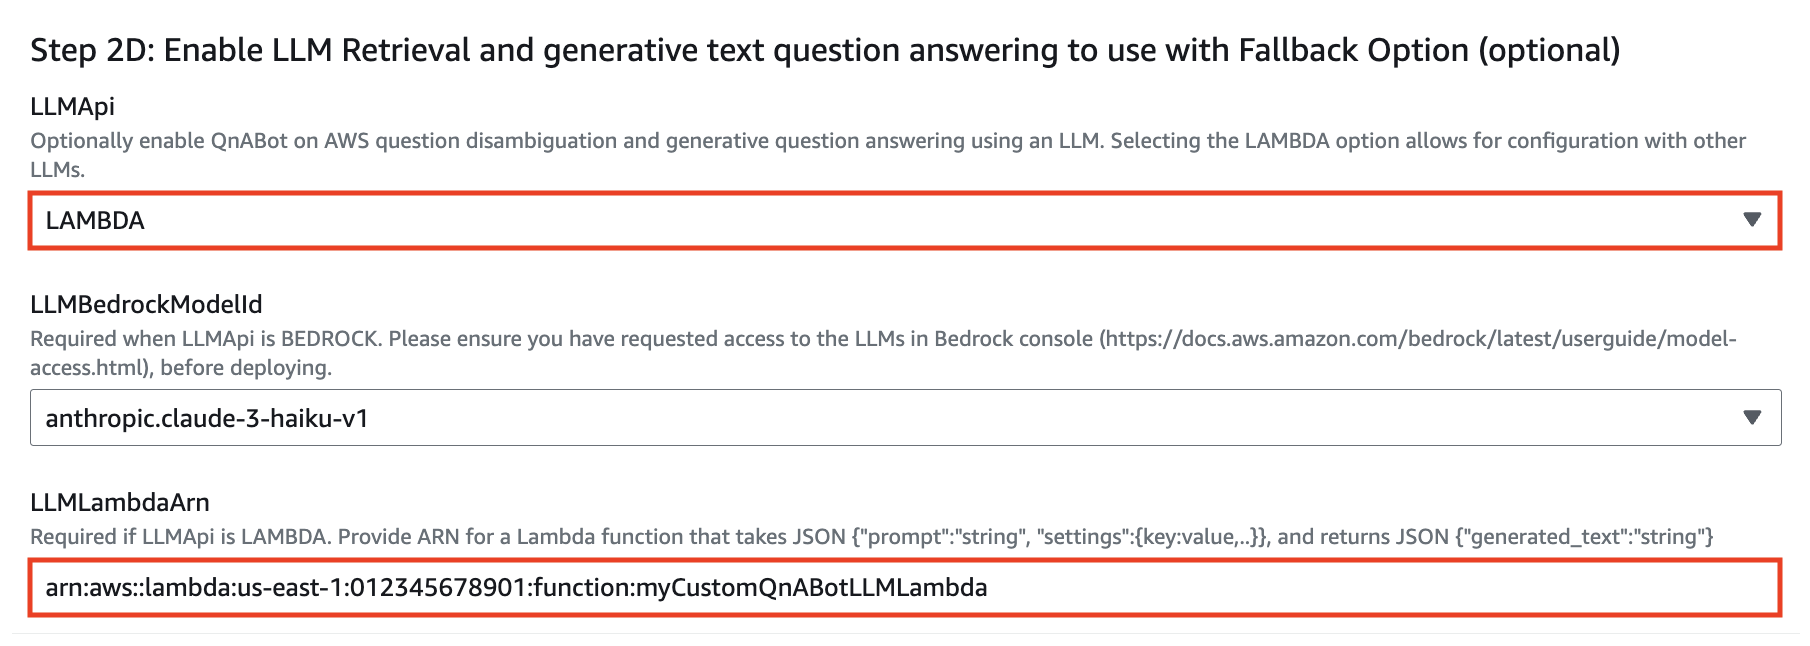 Step 2D: Enable LLM Retrieval and generative text question answering to use with Fallback Option (optional)
LLMApi
Optionally enable QnABot on AWS question disambiguation and generative question answering using an LLM. Selecting the LAMBDA option allows for configuration with other
LLMs.
LAMBDA
LLMBedrockModelId
Required when LLMApi is BEDROCK. Please ensure you have requested access to the LLMs in Bedrock console (https://docs.aws.amazon.com/bedrock/latest/userguide/model-
access.html), before deploying.
anthropic.claude-3-haiku-v1
LLMLambdaArn
Required if LLMApi is LAMBDA. Provide ARN for a Lambda function that takes JSON {"prompt":"string", "settings":{key:value,..}}, and returns JSON {"generated_text":"string"}
arn:aws::lambda:us-east-1:012345678901:function:myCustomQnABotLLMLambda